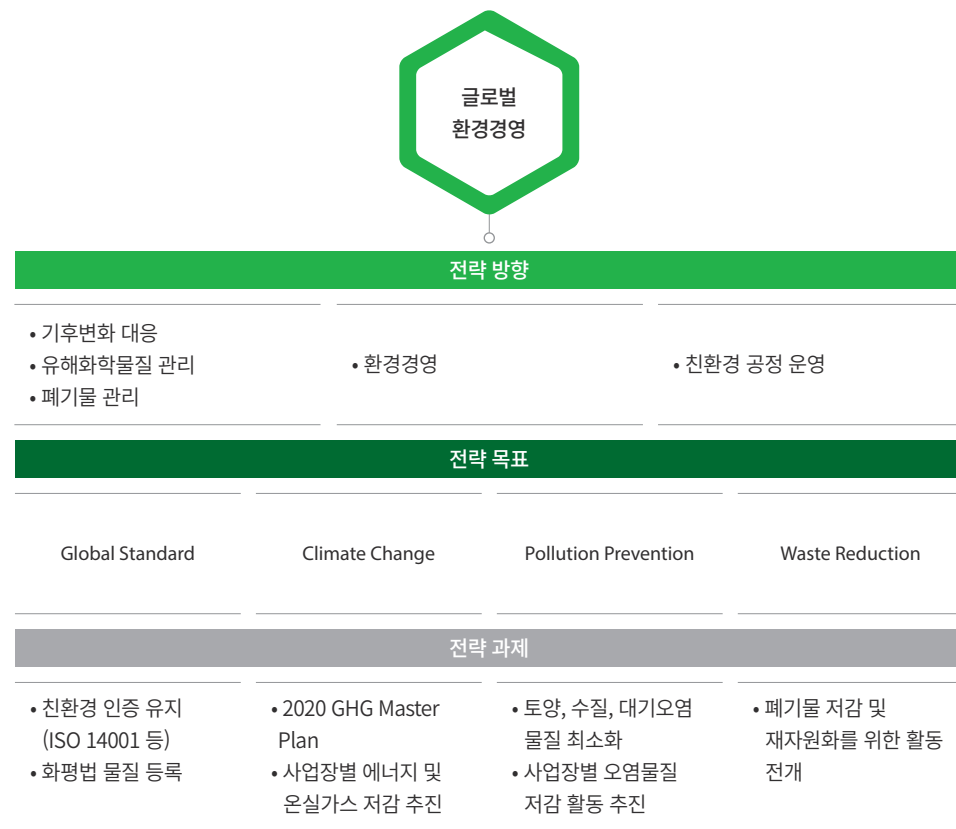 글로벌
환경경영
전략 방향
• 기후변화 대응
• 유해화학물질 관리
• 폐기물 관리
• 환경경영
• 친환경 공정 운영
전략 목표
Global Standard
Climate Change
Pollution Prevention
Waste Reduction
전략 과제
• 친환경 인증 유지
(ISO 14001 등)
• 화평법 물질 등록
• 2020 GHG Master
Plan
• 사업장별 에너지 및
온실가스 저감 추진
• 토양, 수질, 대기오염
물질 최소화
• 사업장별 오염물질
저감 활동 추진
• 폐기물 저감 및
재자원화를 위한 활동
전개